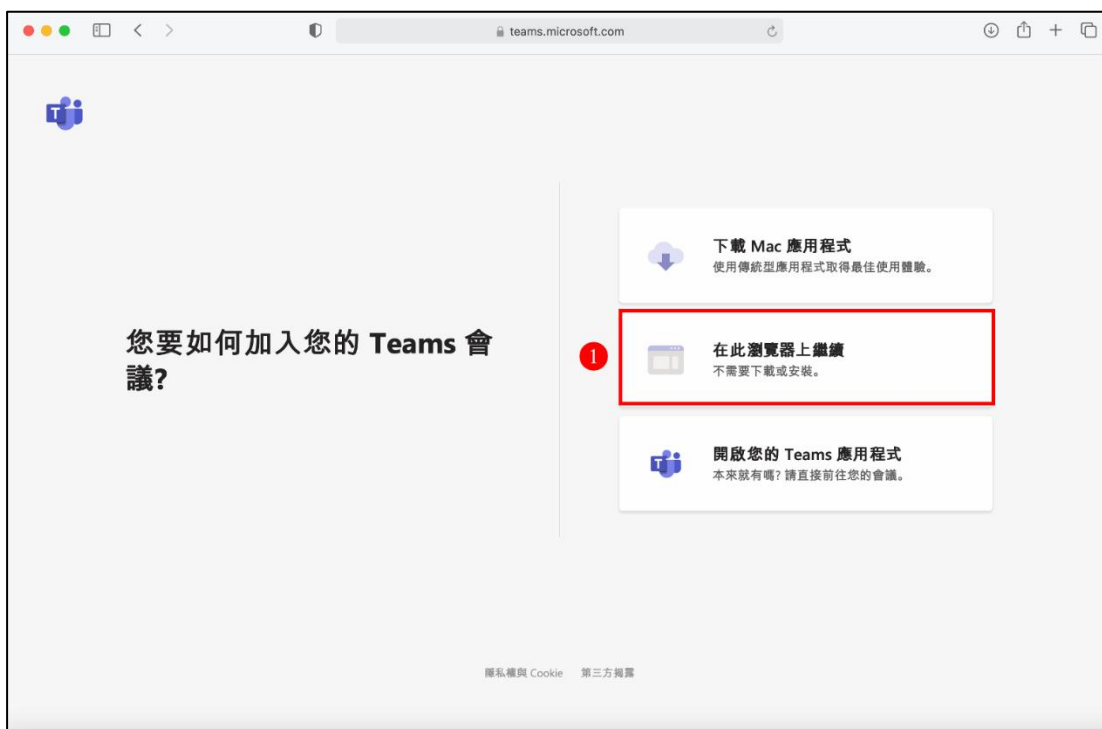 teams.microsoft.com
下載 Mac 應用程式
使用傳統型應用程式取得最佳使用體驗。
您要如何加入您的 Teams 會
議?
1
在此瀏覽器上繼續
不需要下載或安裝。
開啟您的 Teams 應用程式
本來就有嗎? 請直接前往您的會議。
隱私權與 Cookie 第三方揭露